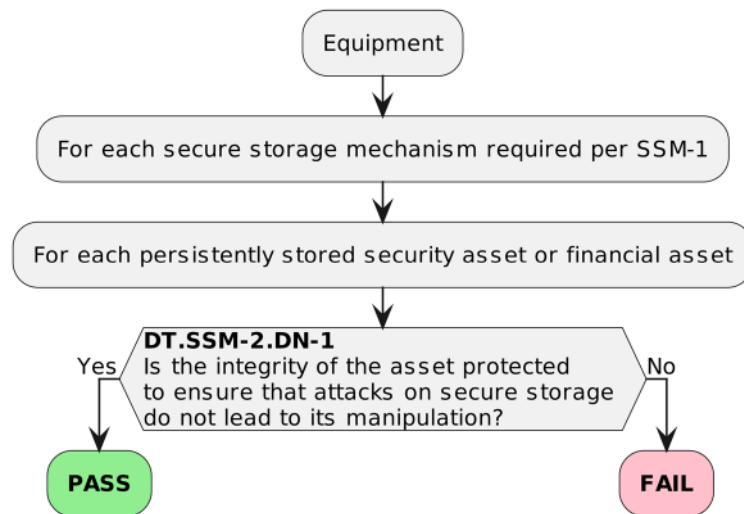 Equipment
For each secure storage mechanism required per SSM-1
For each persistently stored security asset or financial asset
DT.SSM-2.DN-1
Is the integrity of the asset protected
to ensure that attacks on secure storage
do not lead to its manipulation?
Yes
No
PASS
FAIL